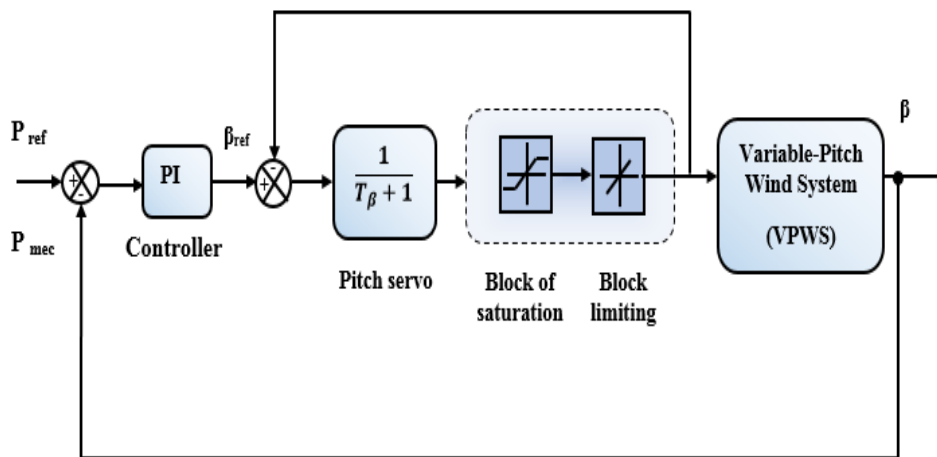 P ref
P mec
+
-
PI
Controller
βref
-
+
1
Tβ + 1
Pitch servo
Block of
saturation
Block
limiting
Variable-Pitch
Wind System
(VPWS)
β